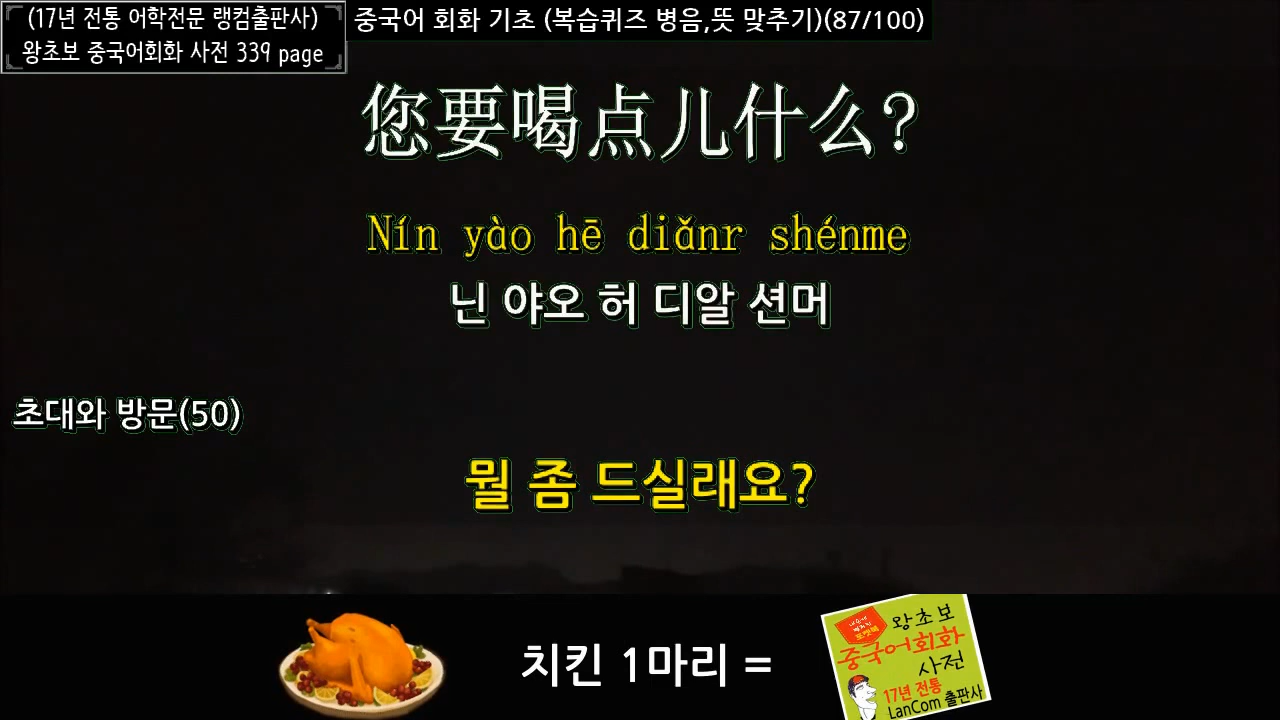 (17년 전통 어학전문 랭컴출판사)
왕초보 중국어회화 사전 339 page
중국어 회화 기초 (복습퀴즈 병음,뜻 맞추기)(87/100)
您要喝点儿什么?
Nín yào hē diǎnr shénme
닌 야오 허 디알 션머
초대와 방문(50)
뭘 좀 드실래요?
치킨 1마리 =
포켓북
왕초보
중국어회화
사전
17년 전통
LanCom 출판사